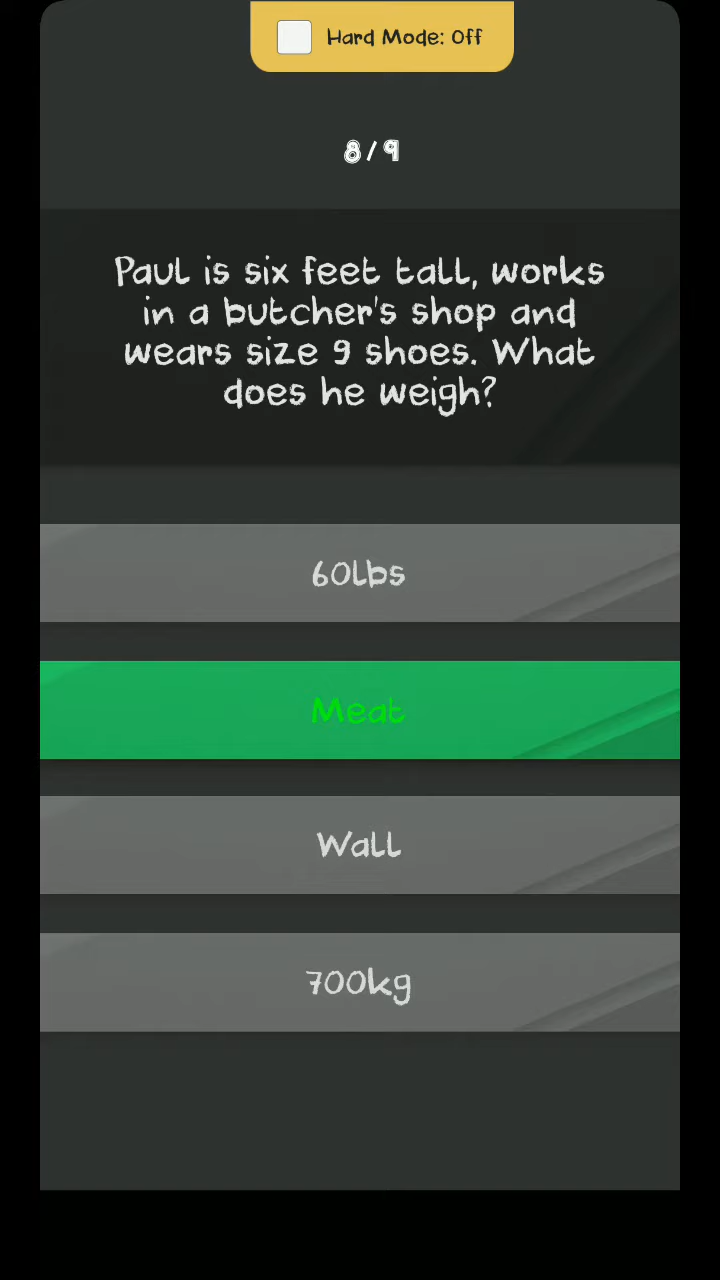 Hard Mode: Off
8/9
Paul is six feet tall, works
in a butcher's shop and
wears size 9 shoes. What
does he weigh?
60lbs
Meat
Wall
700kg